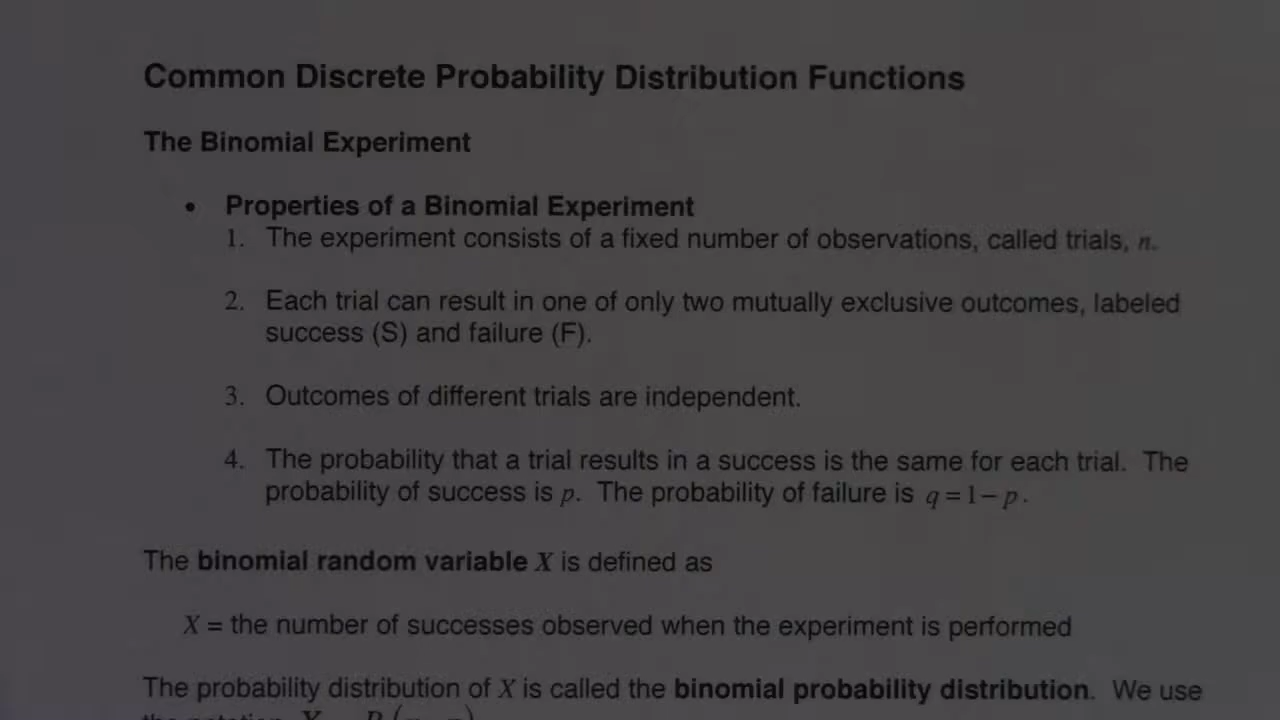 Common Discrete Probability Distribution Functions
The Binomial Experiment
• Properties of a Binomial Experiment
1. The experiment consists of a fixed number of observations, called trials, n.
2. Each trial can result in one of only two mutually exclusive outcomes, labeled
success (S) and failure (F).
3. Outcomes of different trials are independent.
4. The probability that a trial results in a success is the same for each trial. The
probability of success is p. The probability of failure is q = 1 – p.
The binomial random variable X is defined as
X = the number of successes observed when the experiment is performed
The probability distribution of X is called the binomial probability distribution. We use